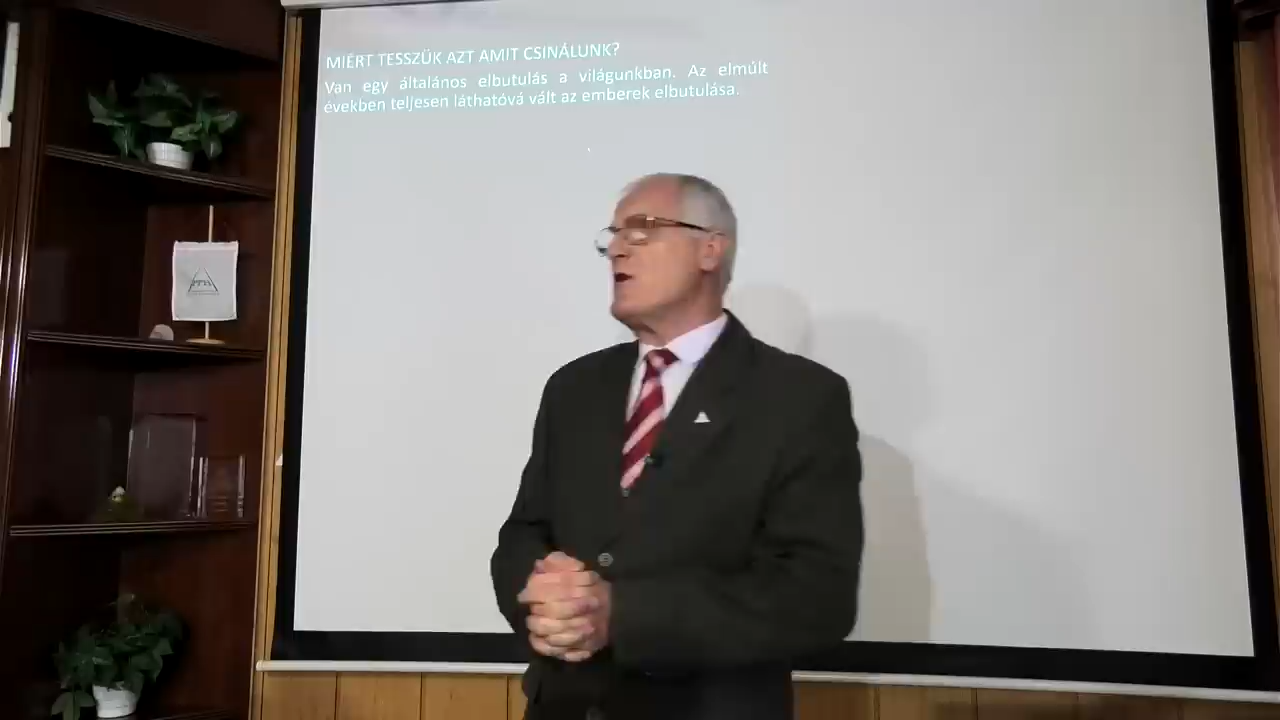 MIÉRT TESSZÜK AZT AMIT CSINÁLUNK?
Van egy általános elbutulás a világunkban. Az elmúlt
években teljesen láthatóvá vált az emberek elbutulása.